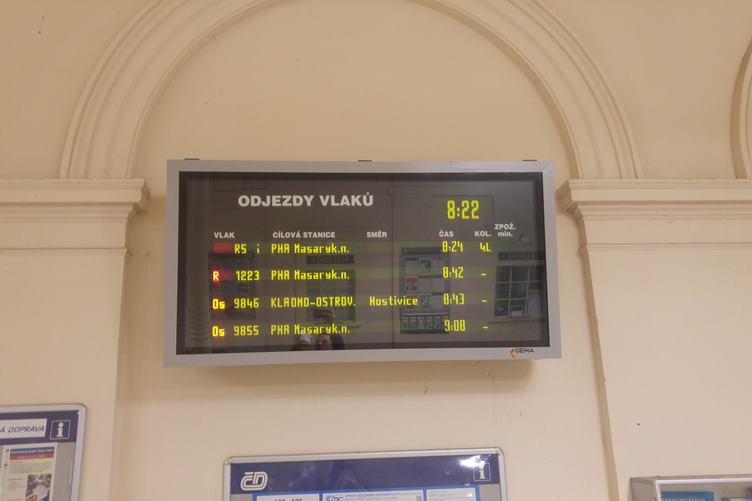 ODJEZDY VLAKŮ 8:22
VLAK CÍLOVÁ STANICE SMĚR ČAS KOL. ZPOŽ. min.
R5 i PHA Masaryk.n. 8:24 4L
R 1223 PHA Masaryk.n. 8:42 -
Os 9846 KLADNO-OSTROV. Hostivice 8:43 -
Os 9855 PHA Masaryk.n. 9:08 -
GEMA
A DOPRAVA i
ČD i